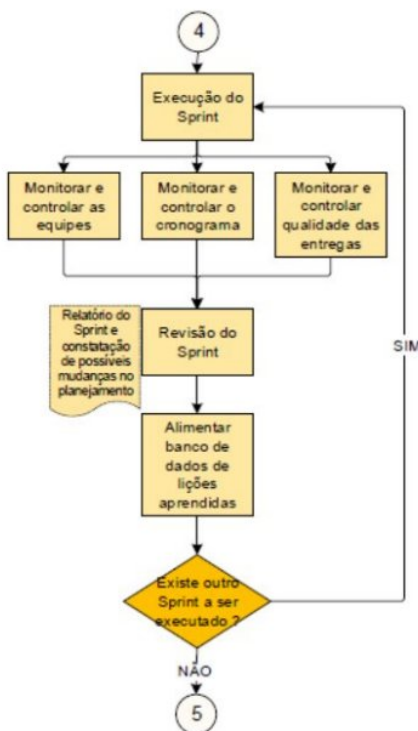 4
Execução do
Sprint
Monitorar e
controlar as
equipes
Monitorar e
controlar o
cronograma
Monitorar e
controlar
qualidade das
entregas
Relatório do
Sprint e
constatação
de possíveis
mudanças no
planejamento
Revisão do
Sprint
SIM
Alimentar
banco de
dados de
lições
aprendidas
Existe outro
Sprint a ser
executado ?
NÃO
5